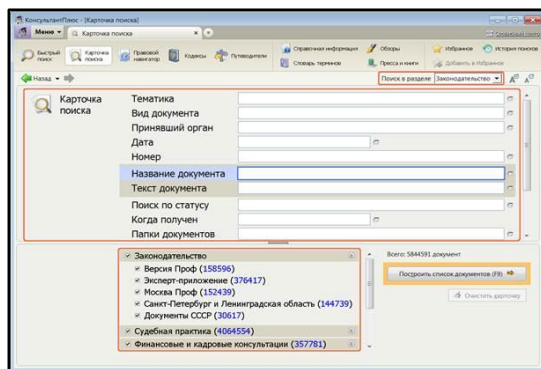 КонсультантПлюс - [Карточка поиска]
Меню Карточка поиска
Сервисный центр
Быстрый поиск
Карточка поиска
Правовой навигатор
Кодексы
Путеводители
Справочная информация
Словарь терминов
Обзоры
Пресса и книги
Избранное
Добавить в Избранное
История поисков
Назад
Поиск в разделе Законодательство
Карточка поиска
Тематика
Вид документа
Принявший орган
Дата
Номер
Название документа
Текст документа
Поиск по статусу
Когда получен
Папки документов
Законодательство
Версия Проф (158596)
Эксперт-приложение (376417)
Москва Проф (152439)
Санкт-Петербург и Ленинградская область (144739)
Документы СССР (30617)
Судебная практика (4064554)
Финансовые и кадровые консультации (357781)
Всего: 5844591 документ
Построить список документов (F9)
Очистить карточку